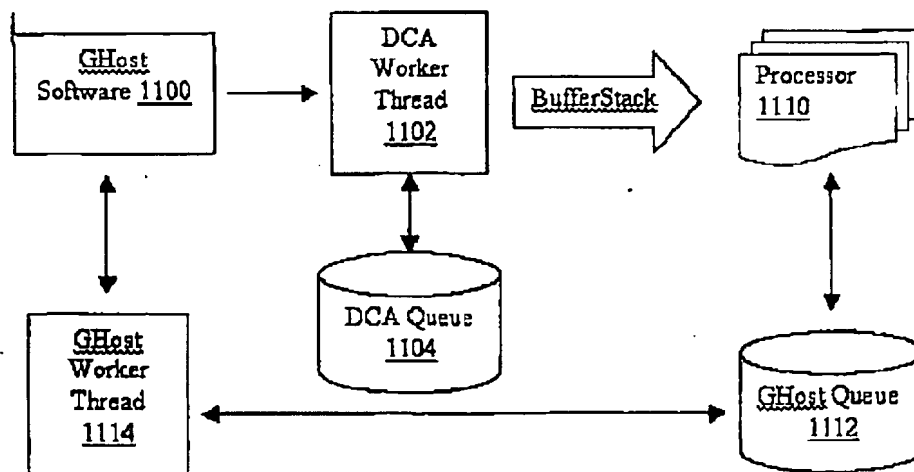 GHost
Software 1100
DCA
Worker
Thread
1102
BufferStack
Processor
1110
DCA Queue
1104
GHost
Worker
Thread
1114
GHost Queue
1112